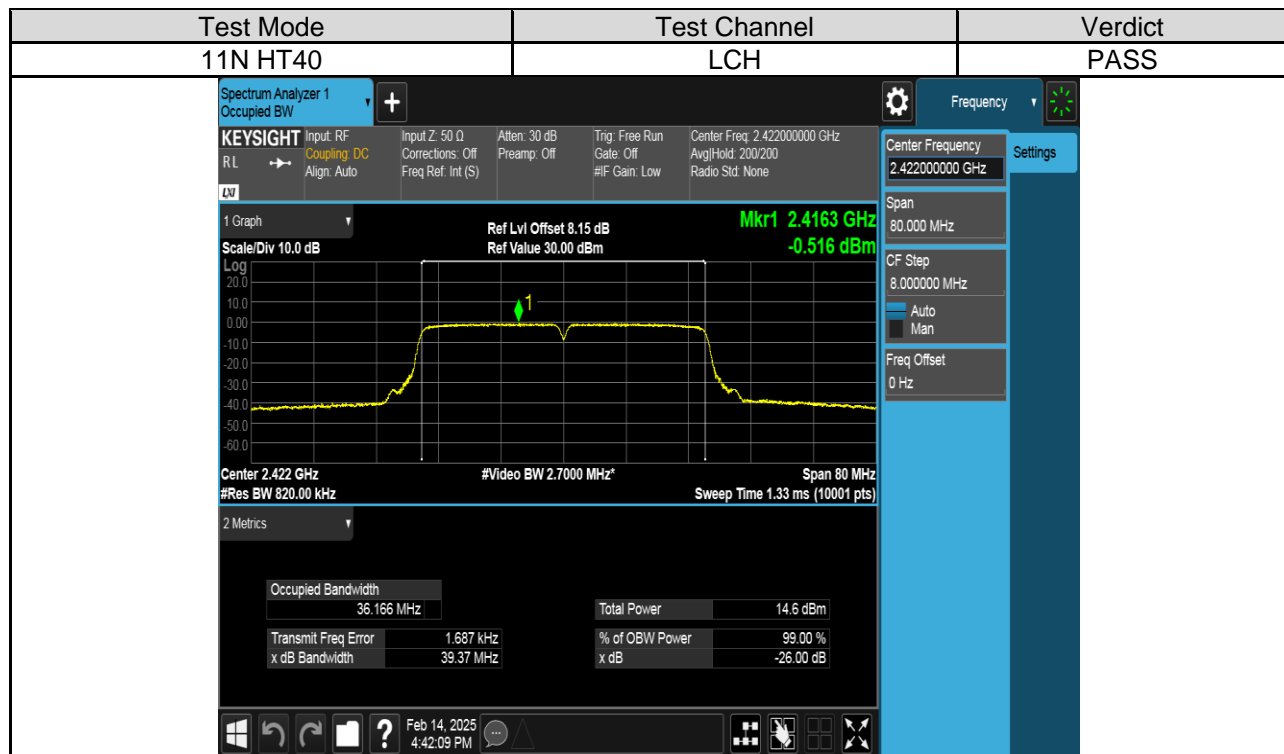 Test Mode Test Channel Verdict
11N HT40 LCH PASS
Spectrum Analyzer 1
Occupied BW
+
Frequency
KEYSIGHT Input: RF Input Z: 50 Ω Atten: 30 dB Trig: Free Run Center Freq: 2.422000000 GHz
R L Coupling: DC Corrections: Off Preamp: Off Gate: Off Avg|Hold: 200/200
Align: Auto Freq Ref: Int (S) #IF Gain: Low Radio Std: None
LXI
Center Frequency
2.422000000 GHz
Settings
Span
80.000 MHz
CF Step
8.000000 MHz
Auto
Man
Freq Offset
0 Hz
1 Graph Ref Lvl Offset 8.15 dB Mkr1 2.4163 GHz
Scale/Div 10.0 dB Ref Value 30.00 dBm -0.516 dBm
Log
20.0
10.0
1
0.00
-10.0
-20.0
-30.0
-40.0
-50.0
-60.0
Center 2.422 GHz #Video BW 2.7000 MHz* Span 80 MHz
#Res BW 820.00 kHz Sweep Time 1.33 ms (10001 pts)
2 Metrics
Occupied Bandwidth
36.166 MHz Total Power 14.6 dBm
Transmit Freq Error 1.687 kHz % of OBW Power 99.00 %
x dB Bandwidth 39.37 MHz x dB -26.00 dB
? Feb 14, 2025
4:42:09 PM